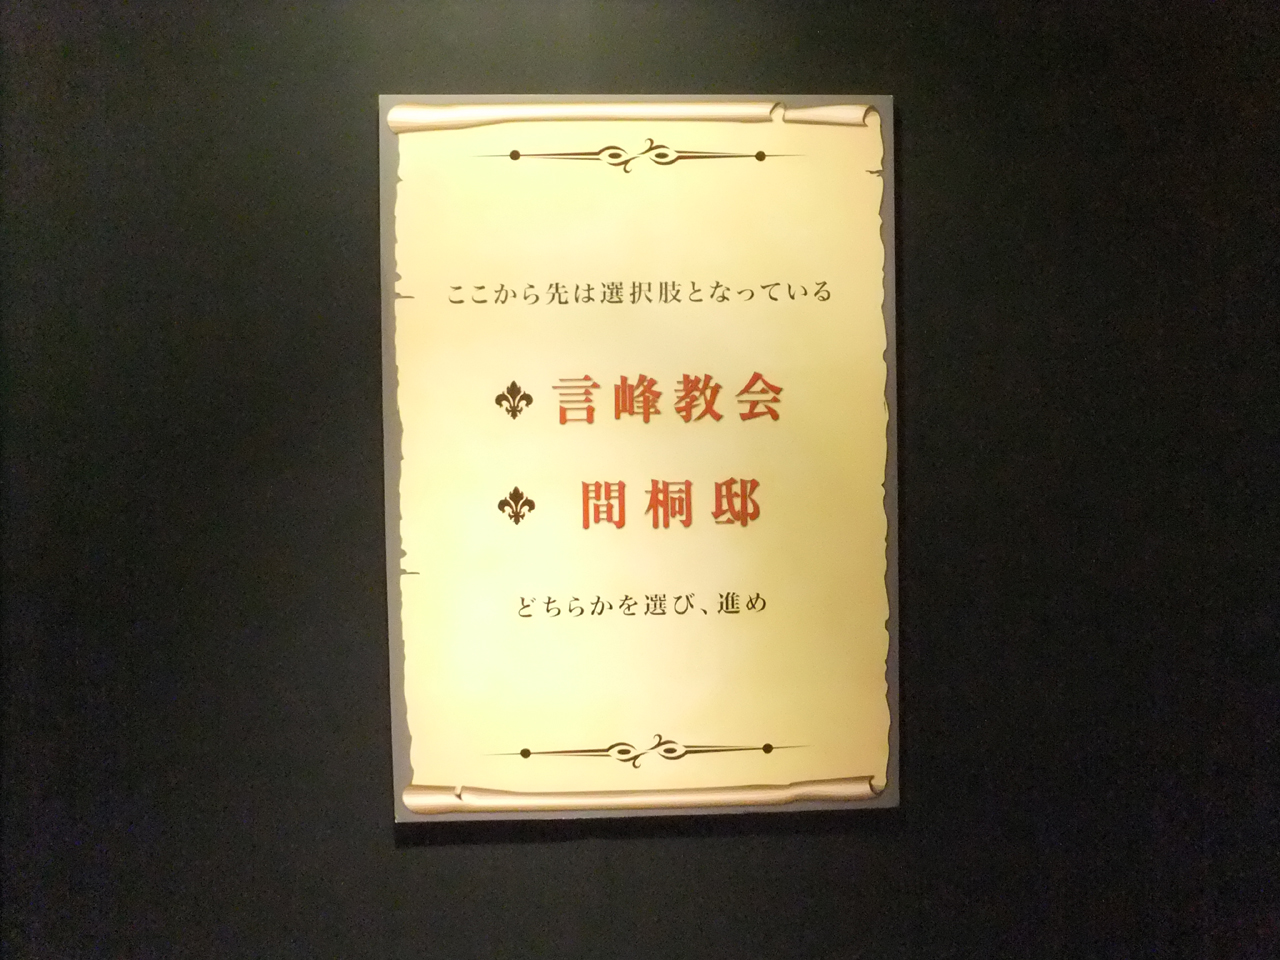 ここから先は選択肢となっている
言峰教会
間桐邸
どちらかを選び、進め